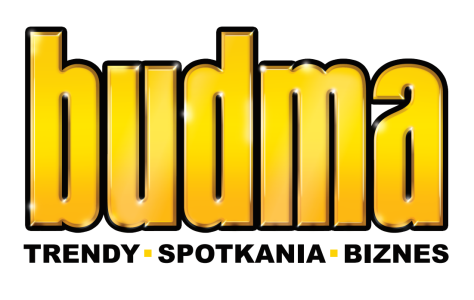 budma
TRENDY ▪ SPOTKANIA ▪ BIZNES